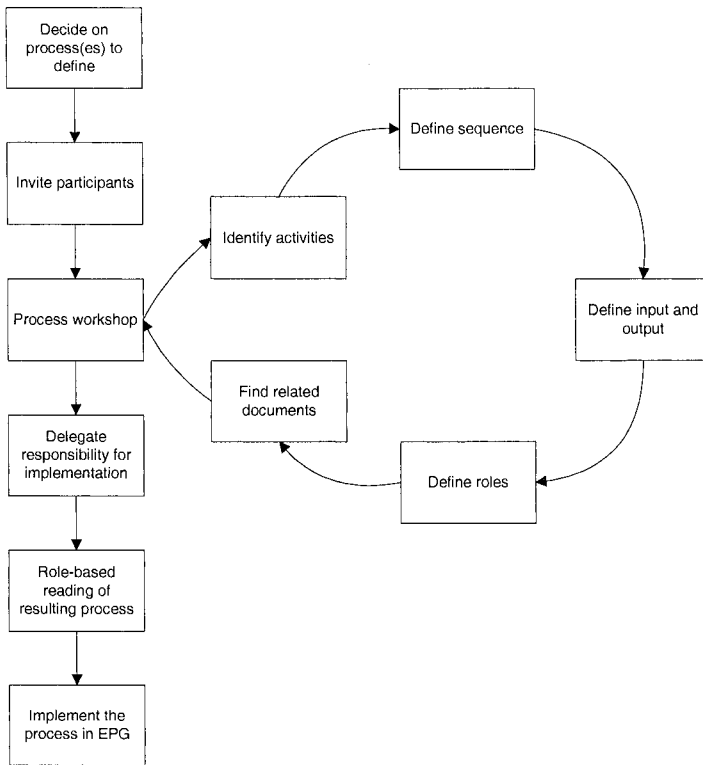 Decide on
process(es) to
define
Invite participants
Process workshop
Delegate
responsibility for
implementation
Role-based
reading of
resulting process
Implement the
process in EPG
Identify activities
Define sequence
Define input and
output
Define roles
Find related
documents